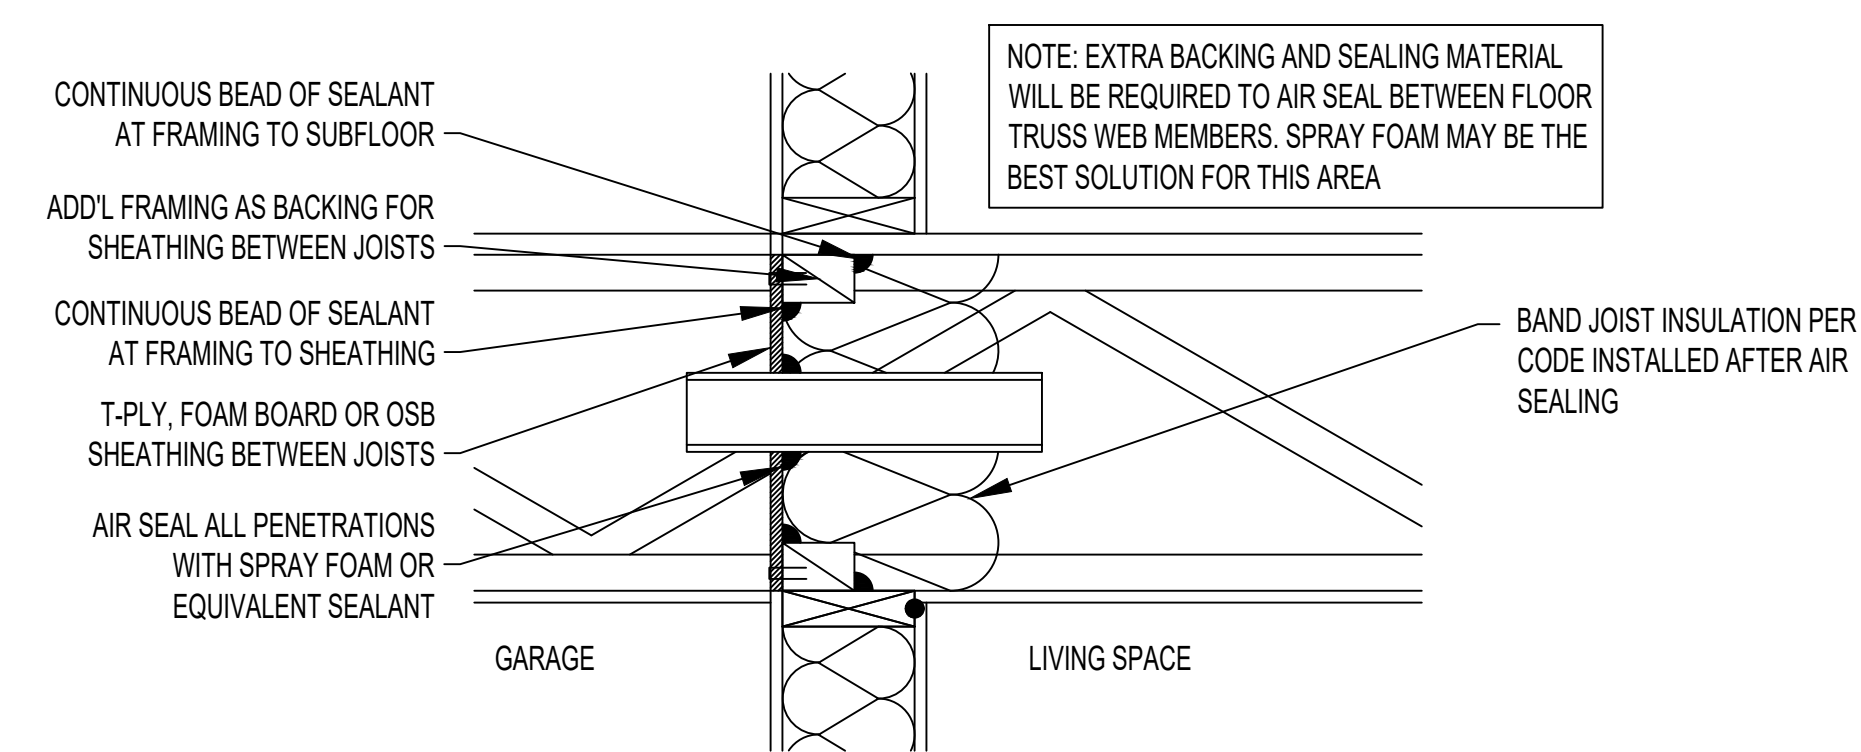 CONTINUOUS BEAD OF SEALANT
AT FRAMING TO SUBFLOOR
ADD'L FRAMING AS BACKING FOR
SHEATHING BETWEEN JOISTS
CONTINUOUS BEAD OF SEALANT
AT FRAMING TO SHEATHING
T-PLY, FOAM BOARD OR OSB
SHEATHING BETWEEN JOISTS
AIR SEAL ALL PENETRATIONS
WITH SPRAY FOAM OR
EQUIVALENT SEALANT
NOTE: EXTRA BACKING AND SEALING MATERIAL
WILL BE REQUIRED TO AIR SEAL BETWEEN FLOOR
TRUSS WEB MEMBERS. SPRAY FOAM MAY BE THE
BEST SOLUTION FOR THIS AREA
BAND JOIST INSULATION PER
CODE INSTALLED AFTER AIR
SEALING
GARAGE
LIVING SPACE